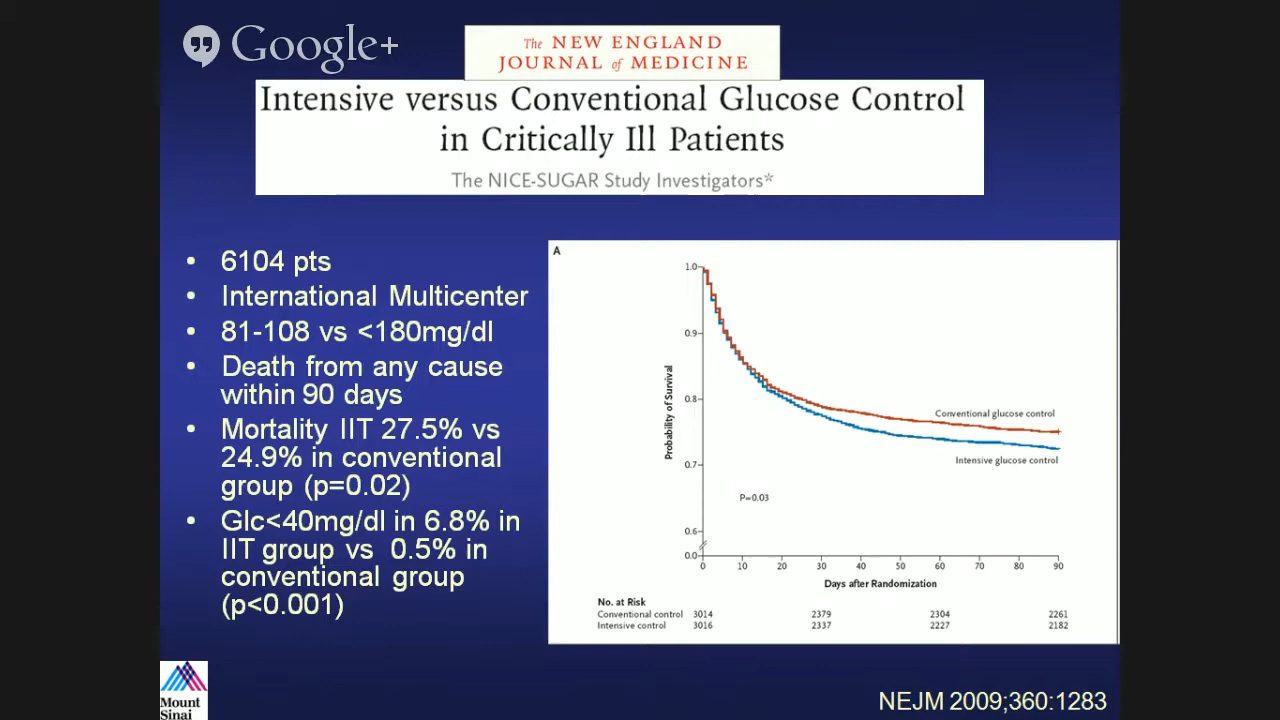 Google+
The NEW ENGLAND
JOURNAL of MEDICINE
Intensive versus Conventional Glucose Control
in Critically Ill Patients
The NICE-SUGAR Study Investigators*
• 6104 pts
• International Multicenter
• 81-108 vs <180mg/dl
• Death from any cause
within 90 days
• Mortality IIT 27.5% vs
24.9% in conventional
group (p=0.02)
• Glc<40mg/dl in 6.8% in
IIT group vs 0.5% in
conventional group
(p<0.001)
A
1.0
0.9
0.8
0.7
0.6
0.0
Probability of Survival
Conventional glucose control
Intensive glucose control
P=0.03
0 10 20 30 40 50 60 70 80 90
Days after Randomization
No. at Risk
Conventional control 3014 2379 2304 2261
Intensive control 3016 2337 2227 2182
Mount
Sinai
NEJM 2009;360:1283